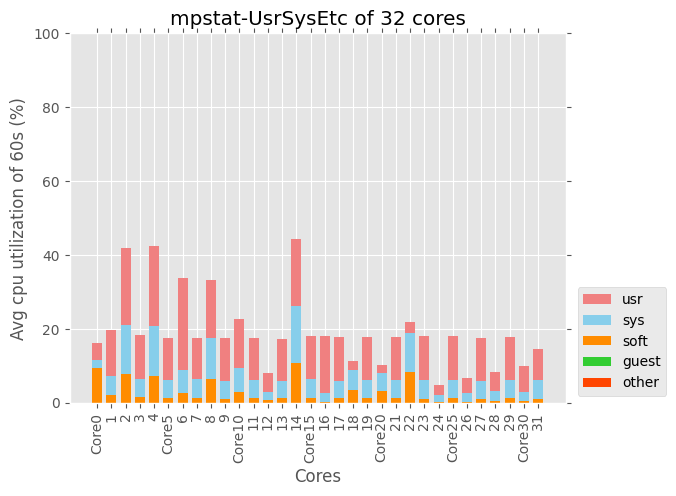 mpstat-UsrSysEtc of 32 cores
Avg cpu utilization of 60s (%)
100
80
60
40
20
0
Core0
1
2
3
4
Core5
6
7
8
9
Core10
11
12
13
14
Core15
16
17
18
19
Core20
21
22
23
24
Core25
26
27
28
29
Core30
31
Cores
usr
sys
soft
guest
other